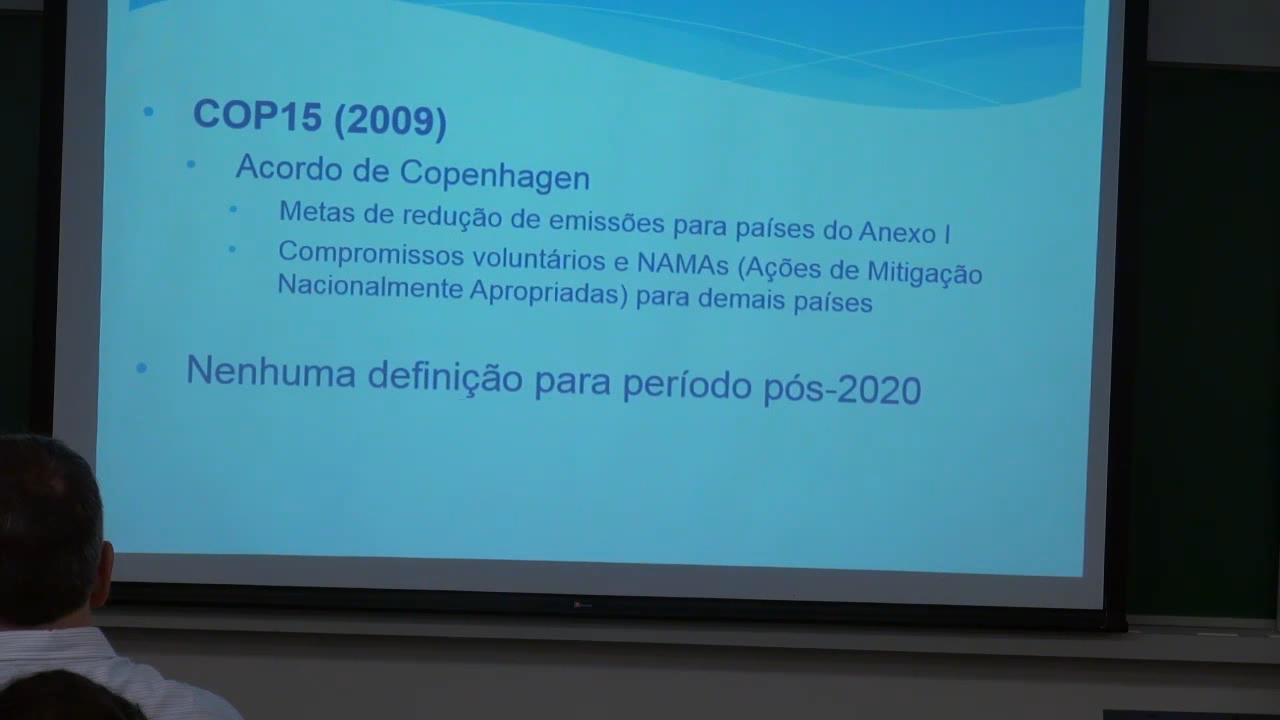 COP15 (2009)
Acordo de Copenhagen
Metas de redução de emissões para países do Anexo I
Compromissos voluntários e NAMAs (Ações de Mitigação
Nacionalmente Apropriadas) para demais países
Nenhuma definição para período pós-2020